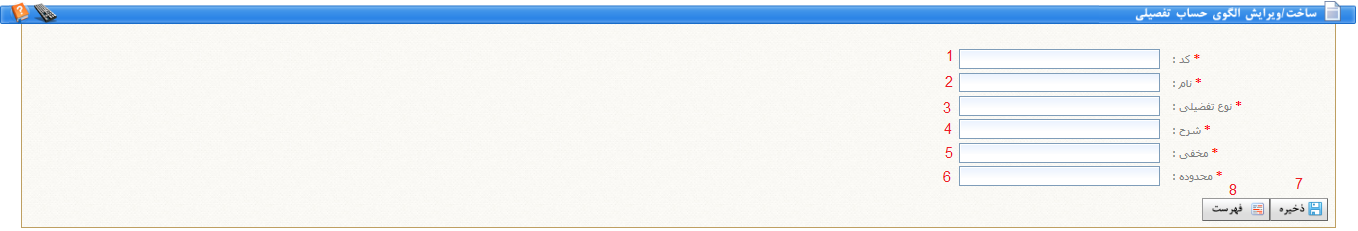 ساخت/ویرایش الگوی حساب تفصیلی
* کد : 1
* نام : 2
* نوع تفضیلی : 3
* شرح : 4
* مخفی : 5
* محدوده : 6
7 8
ذخیره فهرست